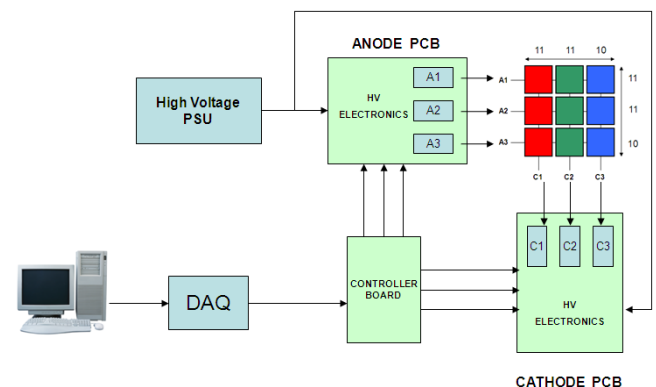 11
11
10
ANODE PCB
High Voltage
PSU
HV
ELECTRONICS
A1
A2
A3
A1
A2
A3
11
11
10
C1
C2
C3
C1
C2
C3
CONTROLLER
BOARD
DAQ
HV
ELECTRONICS
CATHODE PCB